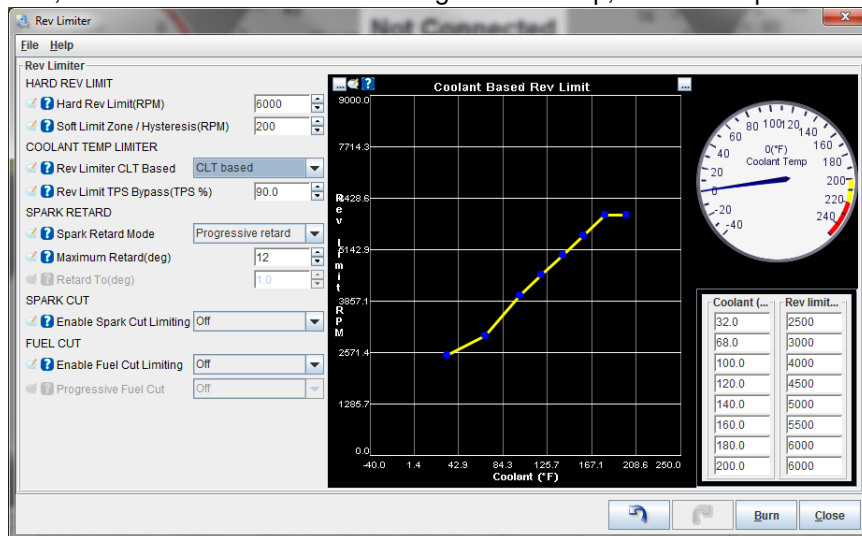 Rev Limiter
File Help
Rev Limiter
HARD REV LIMIT
Hard Rev Limit(RPM) 6000
Soft Limit Zone / Hysteresis(RPM) 200
COOLANT TEMP LIMITER
Rev Limiter CLT Based CLT based
Rev Limit TPS Bypass(TPS %) 90.0
SPARK RETARD
Spark Retard Mode Progressive retard
Maximum Retard(deg) 12
Retard To(deg) 1.0
SPARK CUT
Enable Spark Cut Limiting Off
FUEL CUT
Enable Fuel Cut Limiting Off
Progressive Fuel Cut Off
Coolant Based Rev Limit
9000.0
7714.3
5142.9
3857.1
2571.4
1285.7
0.0
-40.0 1.4 42.9 84.3 125.7 167.1 208.6 250.0
Coolant (°F)
-40 -20 0 20 40 60 80 100 120 140 160 180 200 220 240
0(°F)
Coolant Temp
Coolant (... Rev limit...
32.0 2500
68.0 3000
100.0 4000
120.0 4500
140.0 5000
160.0 5500
180.0 6000
200.0 6000
Burn Close